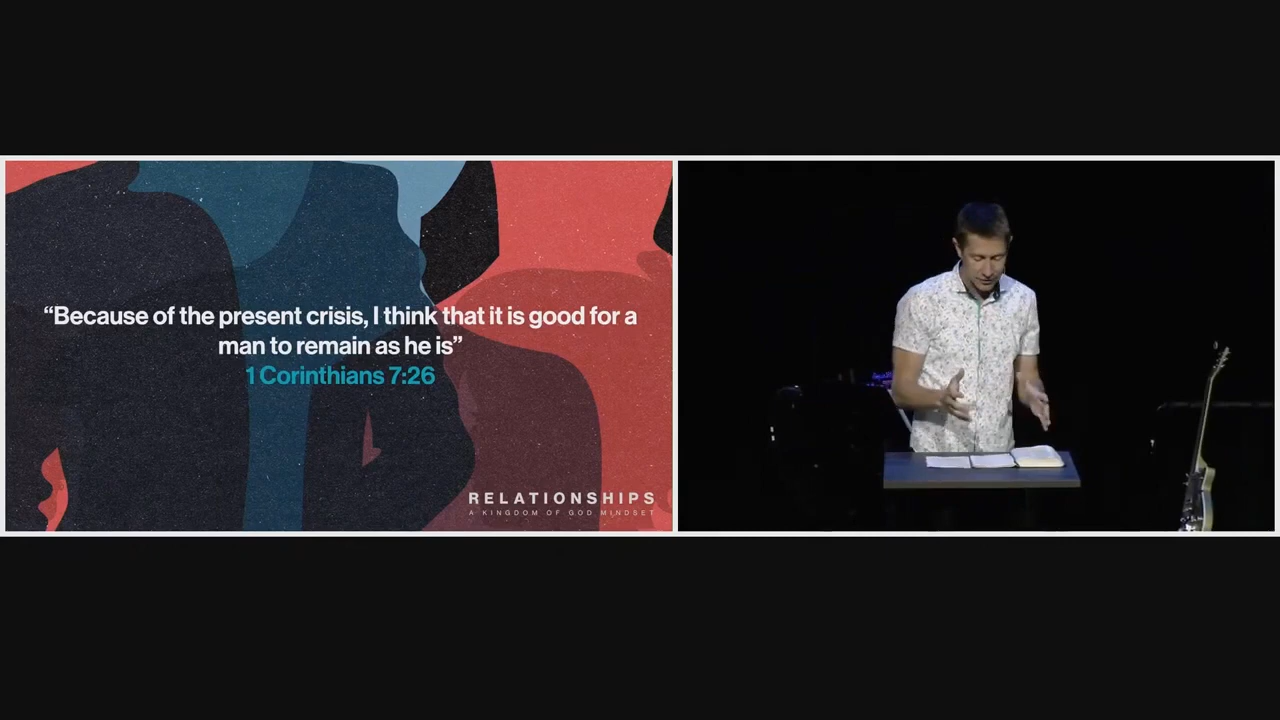 “Because of the present crisis, I think that it is good for a
man to remain as he is”
1 Corinthians 7:26
RELATIONSHIPS
A KINGDOM OF GOD MINDSET